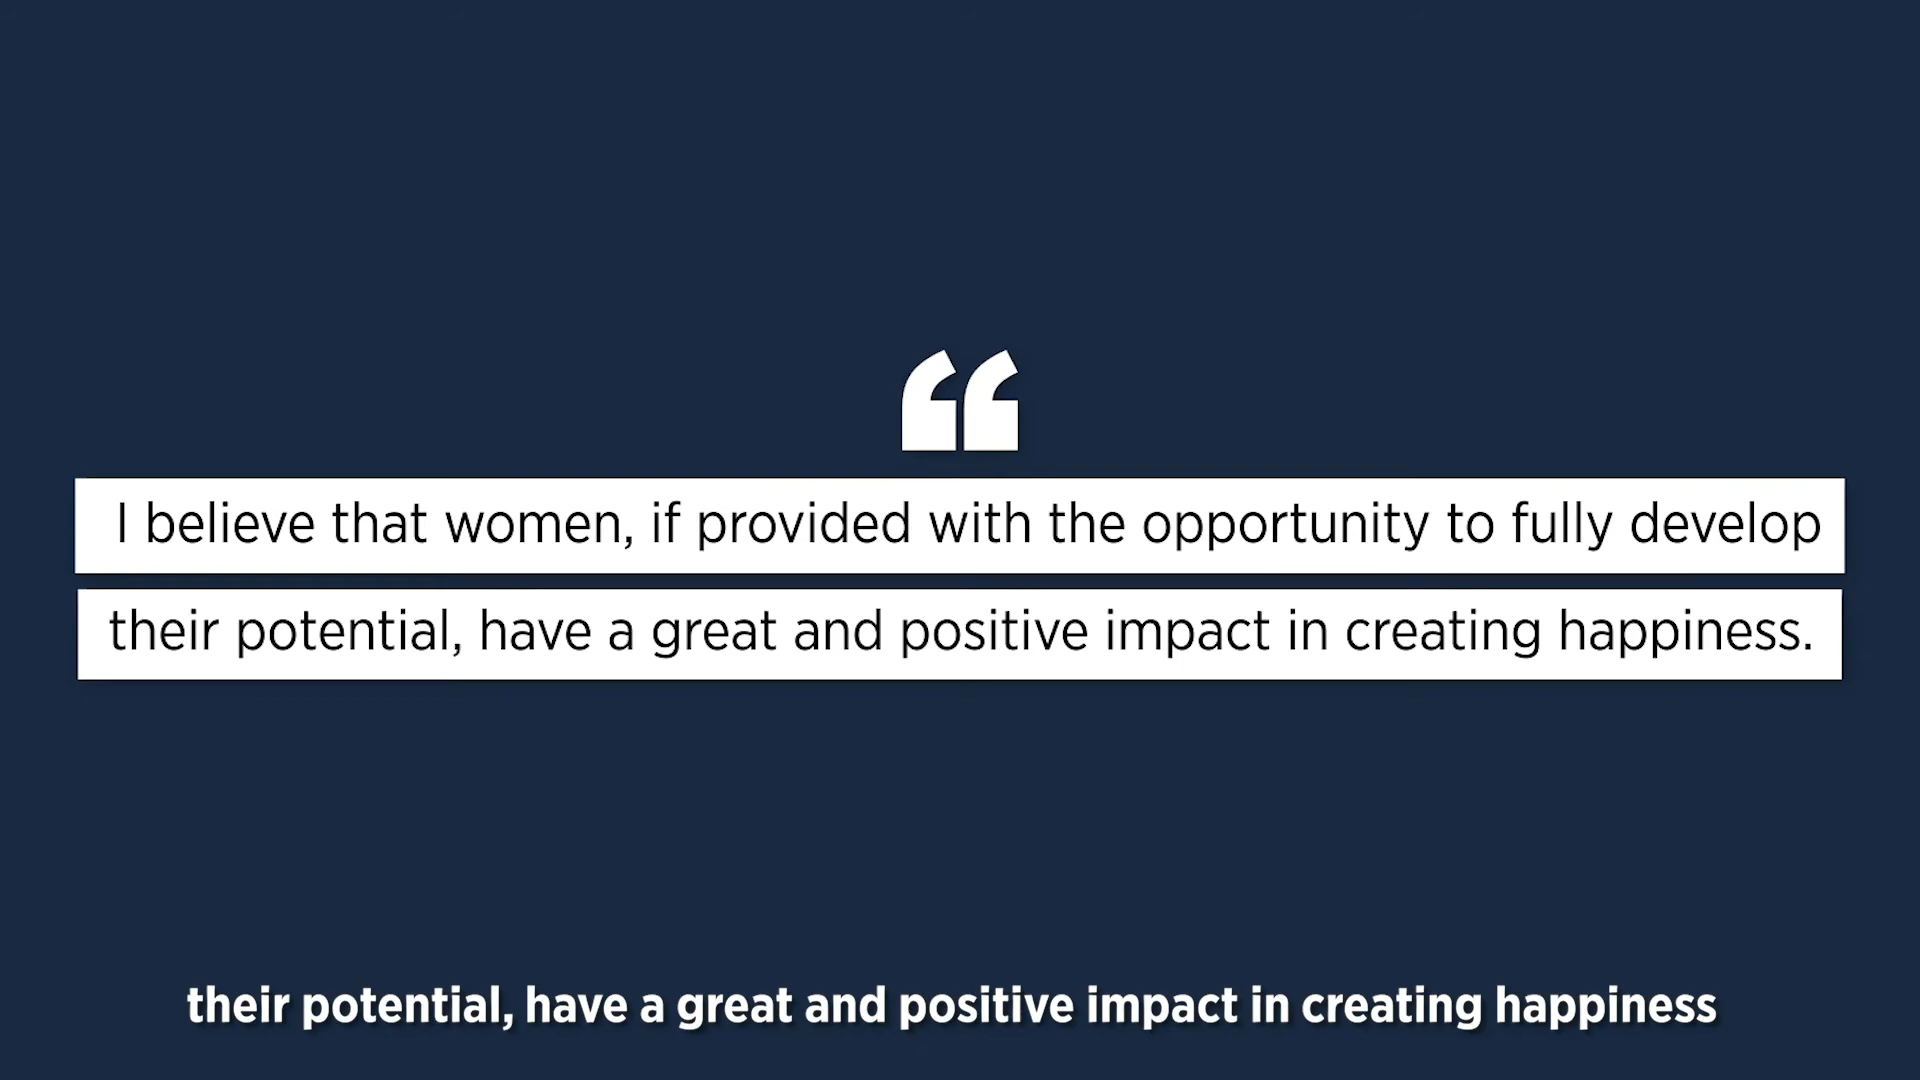 “
I believe that women, if provided with the opportunity to fully develop
their potential, have a great and positive impact in creating happiness.
their potential, have a great and positive impact in creating happiness